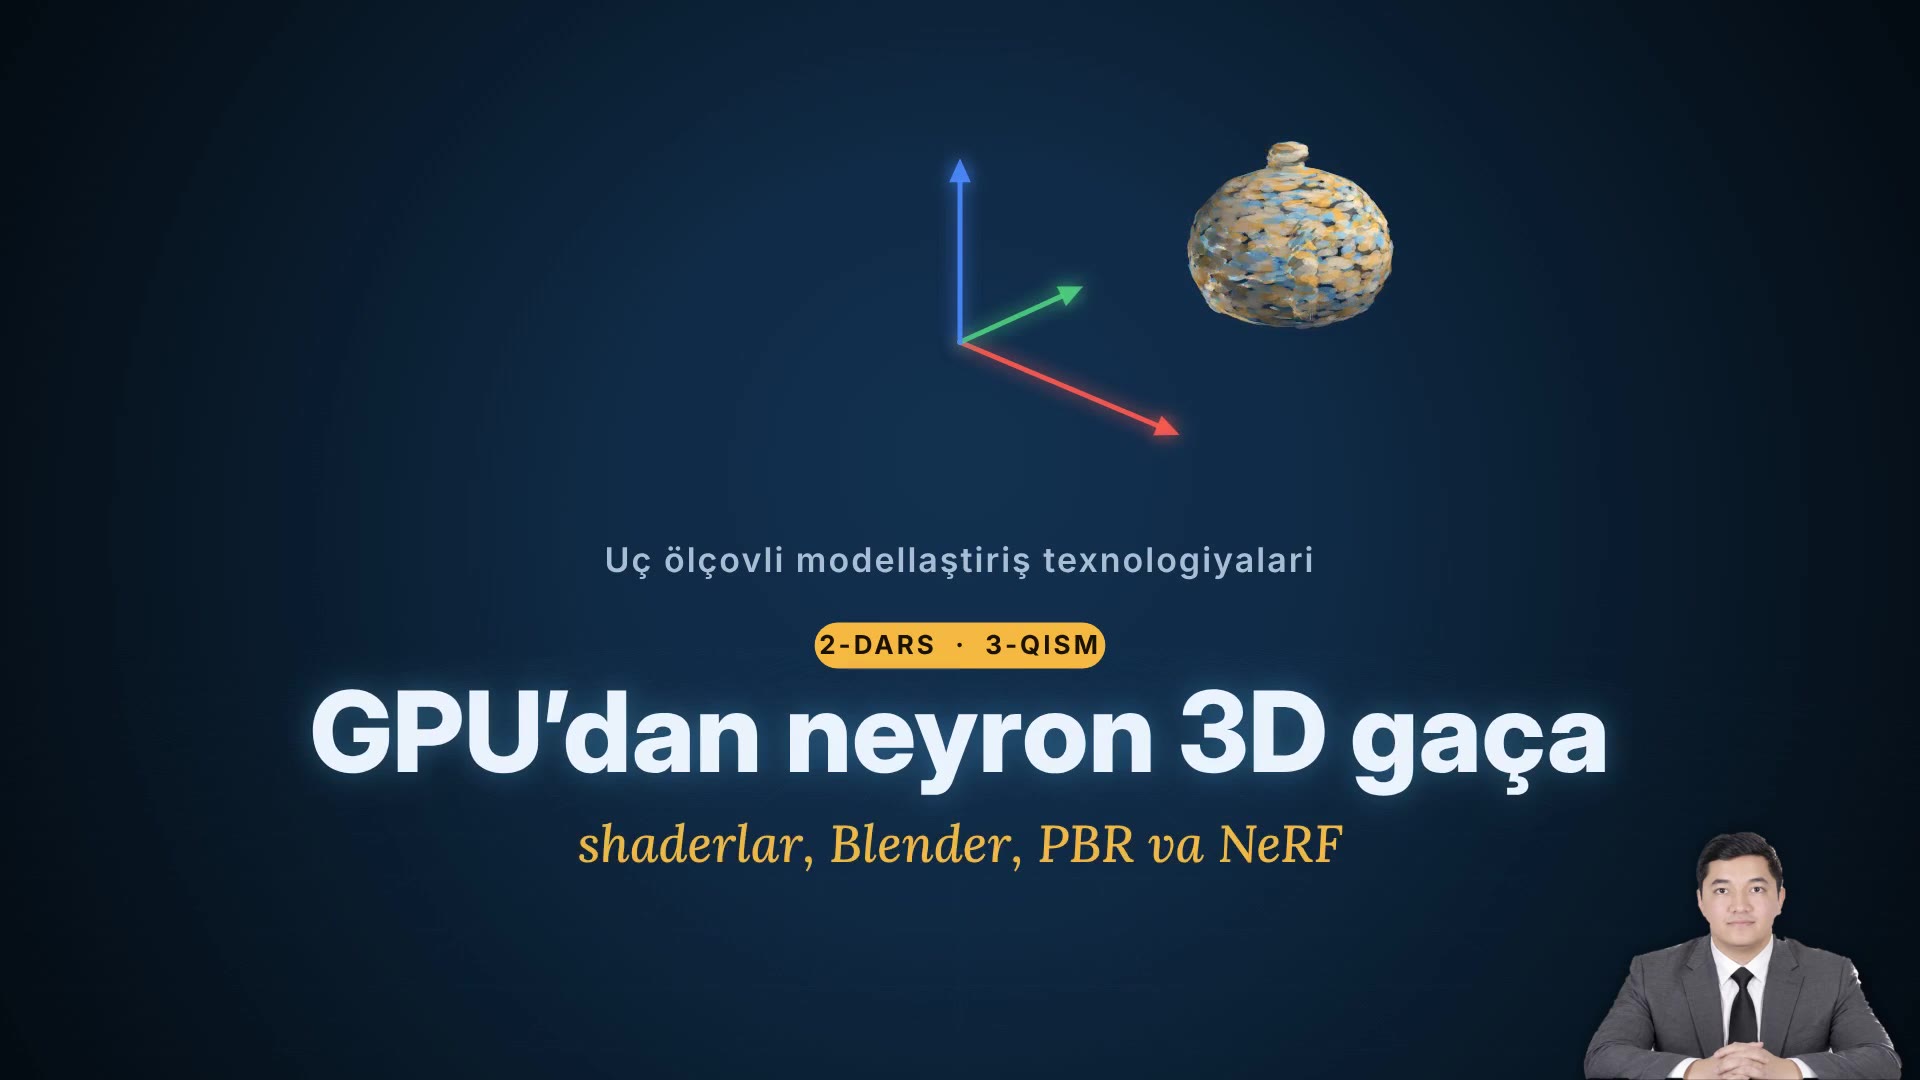 Uç ölçovli modellaştiriş texnologiyalari
2-DARS · 3-QISM
GPU’dan neyron 3D gaça
shaderlar, Blender, PBR va NeRF